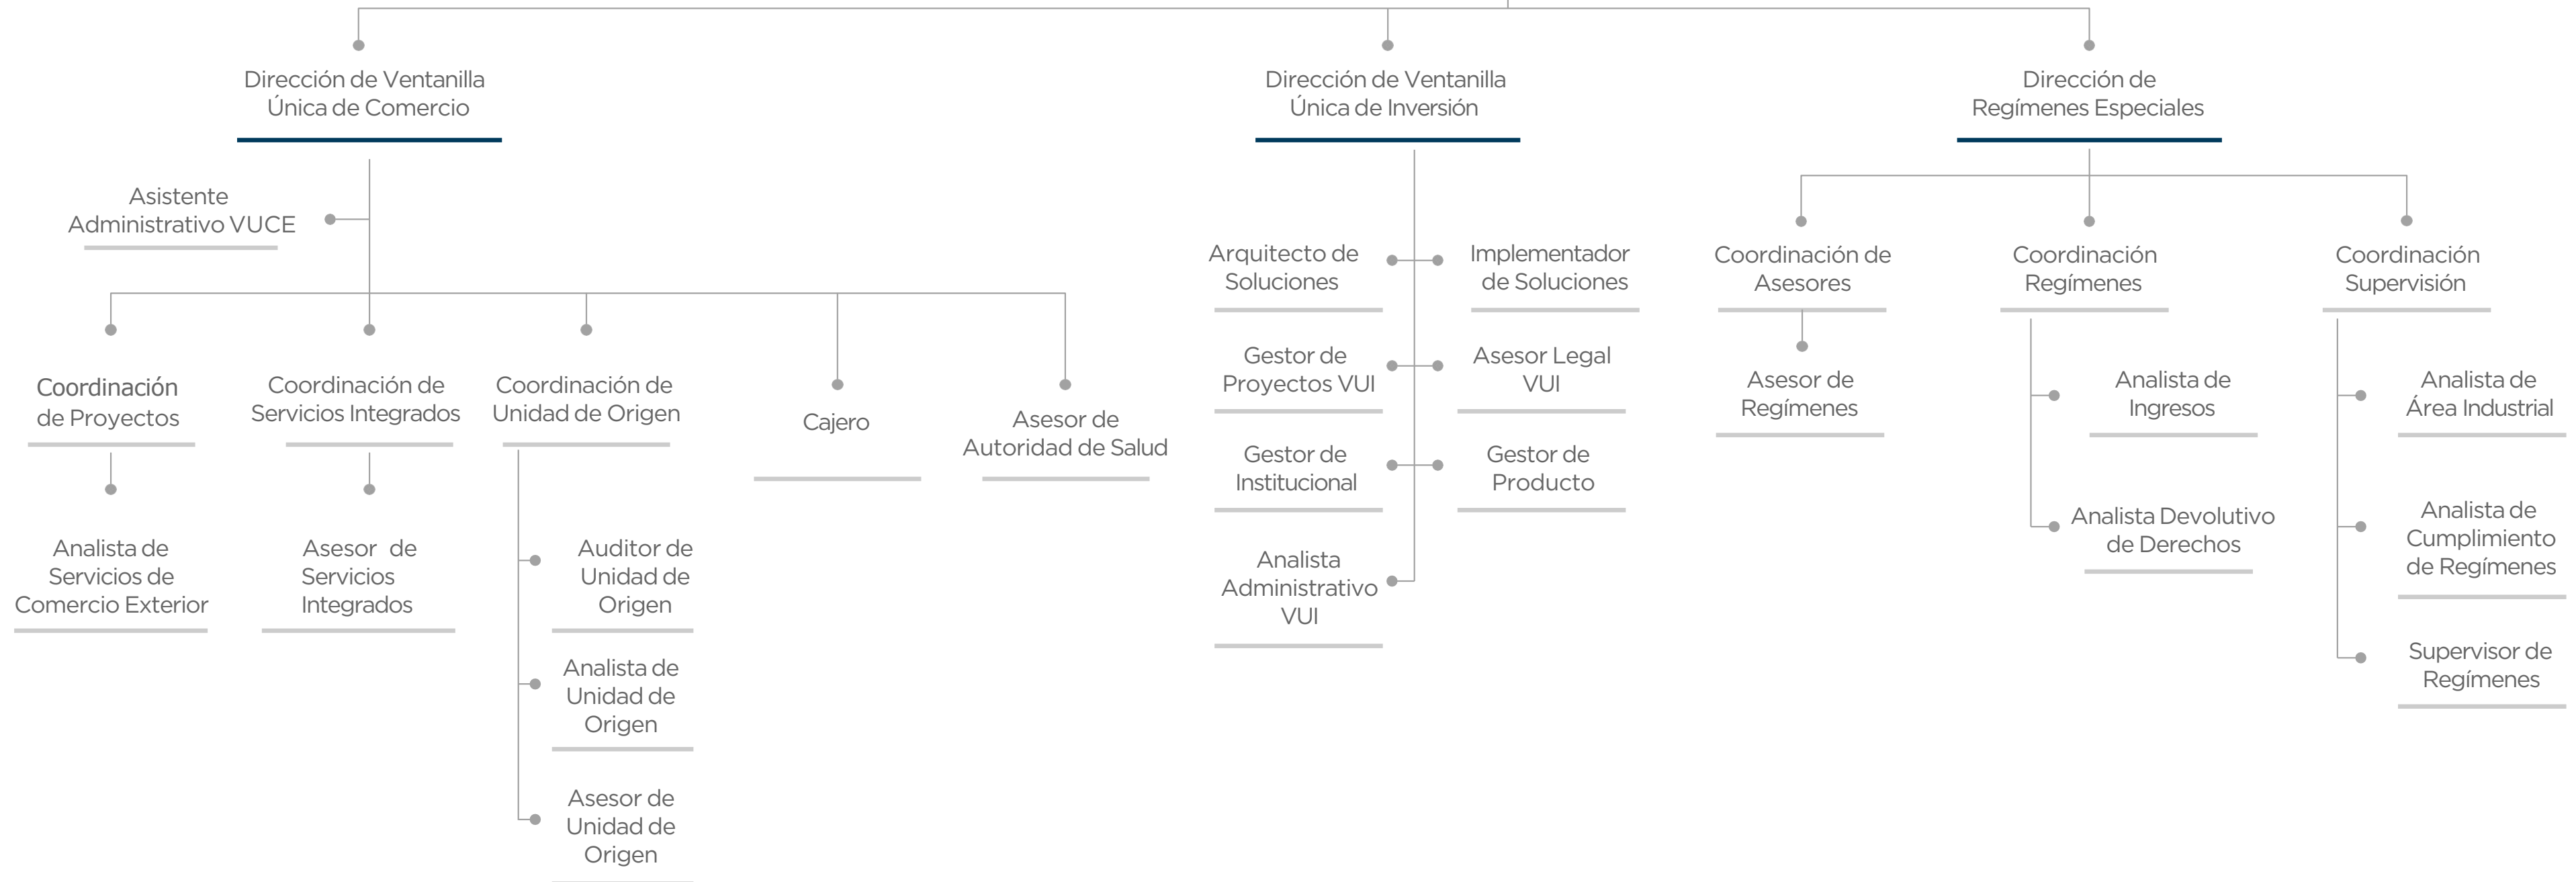 Dirección de Ventanilla
Única de Comercio
Asistente
Administrativo VUCE
Coordinación
de Proyectos
Analista de
Servicios de
Comercio Exterior
Coordinación de
Servicios Integrados
Asesor de
Servicios
Integrados
Coordinación de
Unidad de Origen
Auditor de
Unidad de
Origen
Analista de
Unidad de
Origen
Asesor de
Unidad de
Origen
Cajero
Asesor de
Autoridad de Salud
Dirección de Ventanilla
Única de Inversión
Arquitecto de
Soluciones
Implementador
de Soluciones
Gestor de
Proyectos VUI
Asesor Legal
VUI
Gestor de
Institucional
Gestor de
Producto
Analista
Administrativo
VUI
Dirección de
Regímenes Especiales
Coordinación de
Asesores
Asesor de
Regímenes
Coordinación
Regímenes
Analista de
Ingresos
Analista Devolutivo
de Derechos
Coordinación
Supervisión
Analista de
Área Industrial
Analista de
Cumplimiento
de Regímenes
Supervisor de
Regímenes